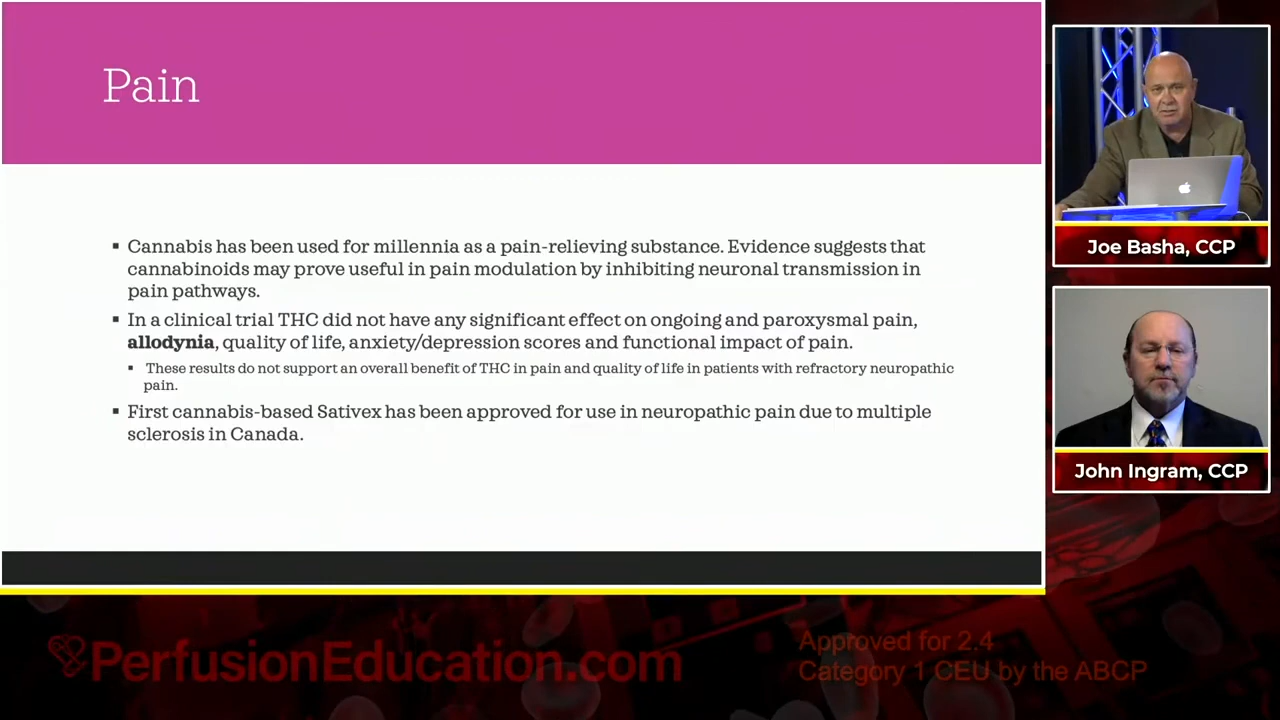 Pain
▪ Cannabis has been used for millennia as a pain-relieving substance. Evidence suggests that
cannabinoids may prove useful in pain modulation by inhibiting neuronal transmission in
pain pathways.
▪ In a clinical trial THC did not have any significant effect on ongoing and paroxysmal pain,
allodynia, quality of life, anxiety/depression scores and functional impact of pain.
▪ These results do not support an overall benefit of THC in pain and quality of life in patients with refractory neuropathic
pain.
▪ First cannabis-based Sativex has been approved for use in neuropathic pain due to multiple
sclerosis in Canada.
Joe Basha, CCP
John Ingram, CCP
PerfusionEducation.com
Approved for 2.4
Category 1 CEU by the ABCP